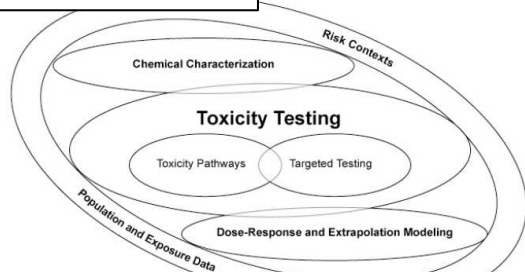 Risk Contexts
Chemical Characterization
Toxicity Testing
Toxicity Pathways
Targeted Testing
Dose-Response and Extrapolation Modeling
Population and Exposure Data